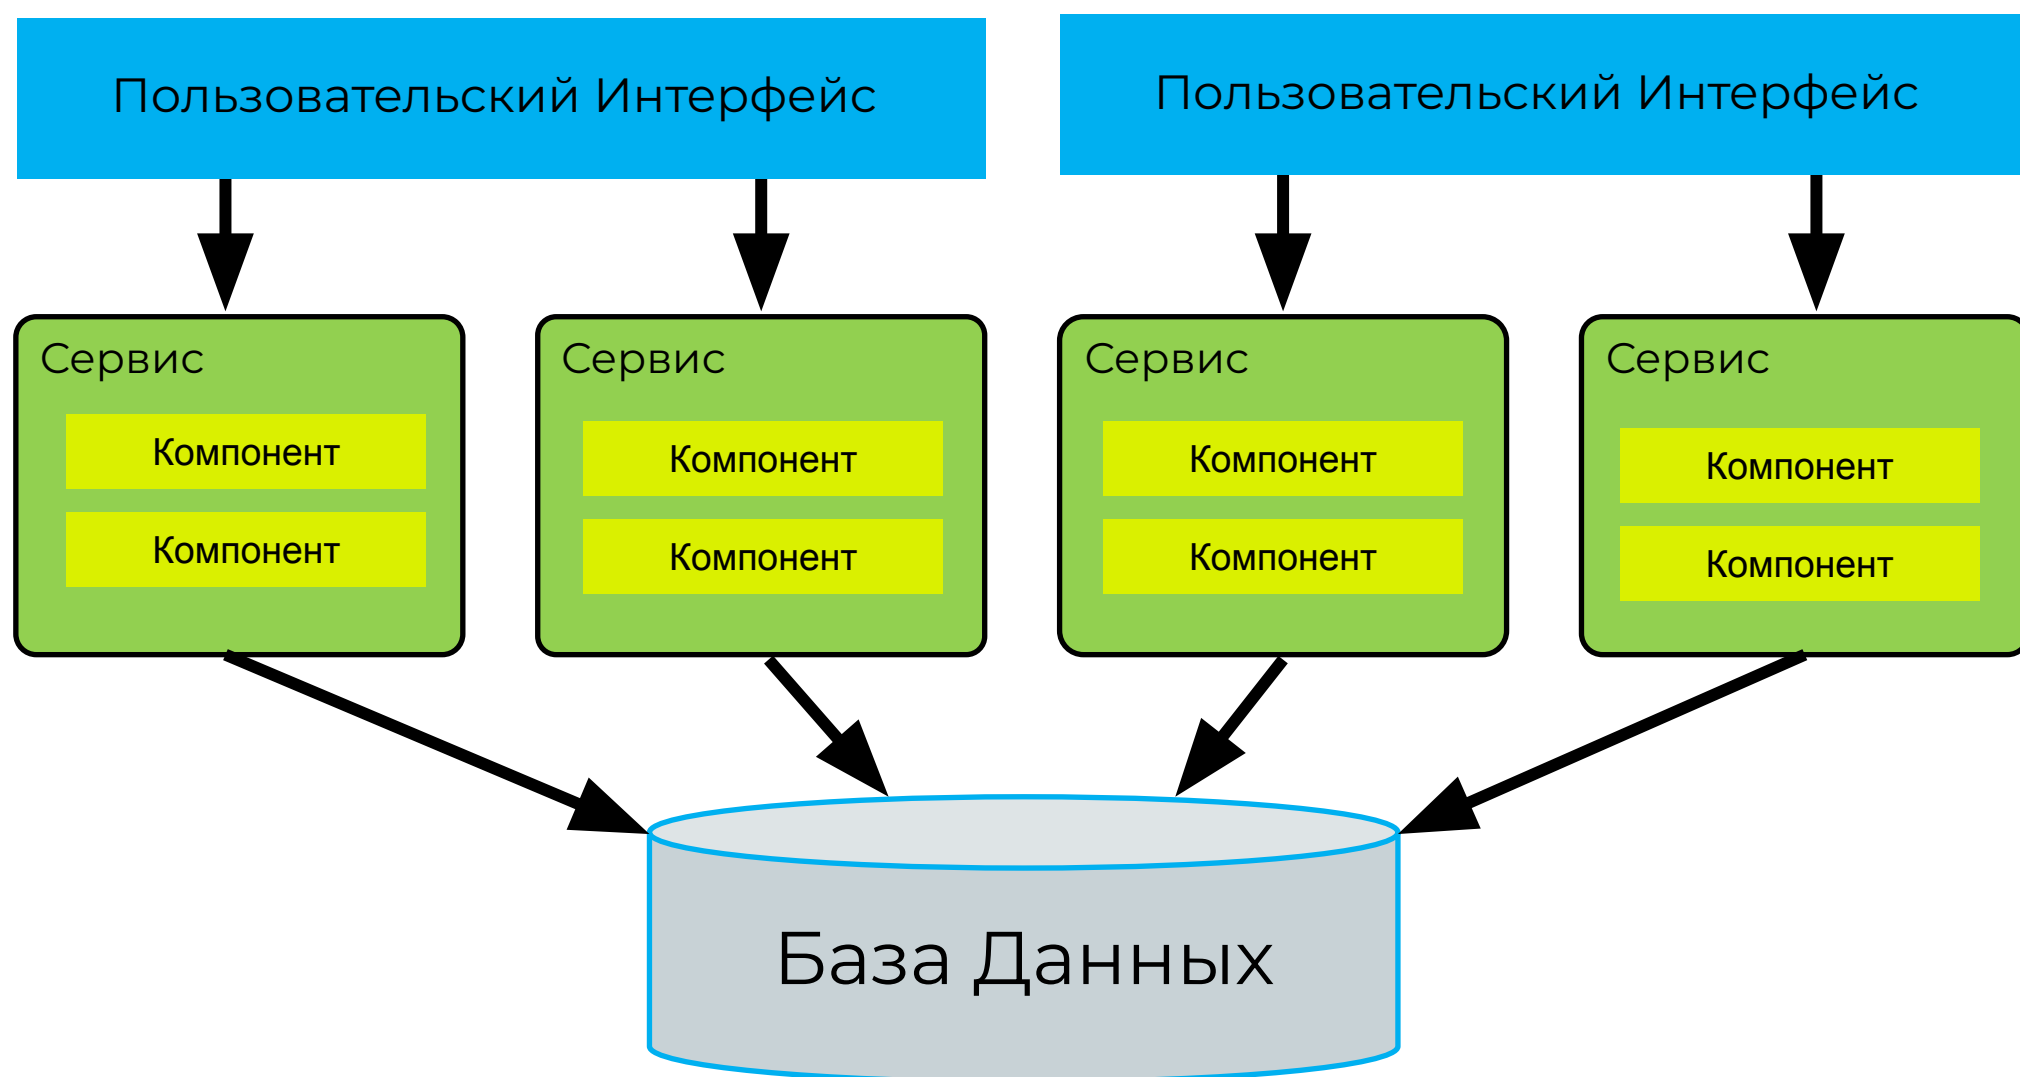 Пользовательский Интерфейс
Пользовательский Интерфейс
Сервис
Компонент
Компонент
Сервис
Компонент
Компонент
Сервис
Компонент
Компонент
Сервис
Компонент
Компонент
База Данных